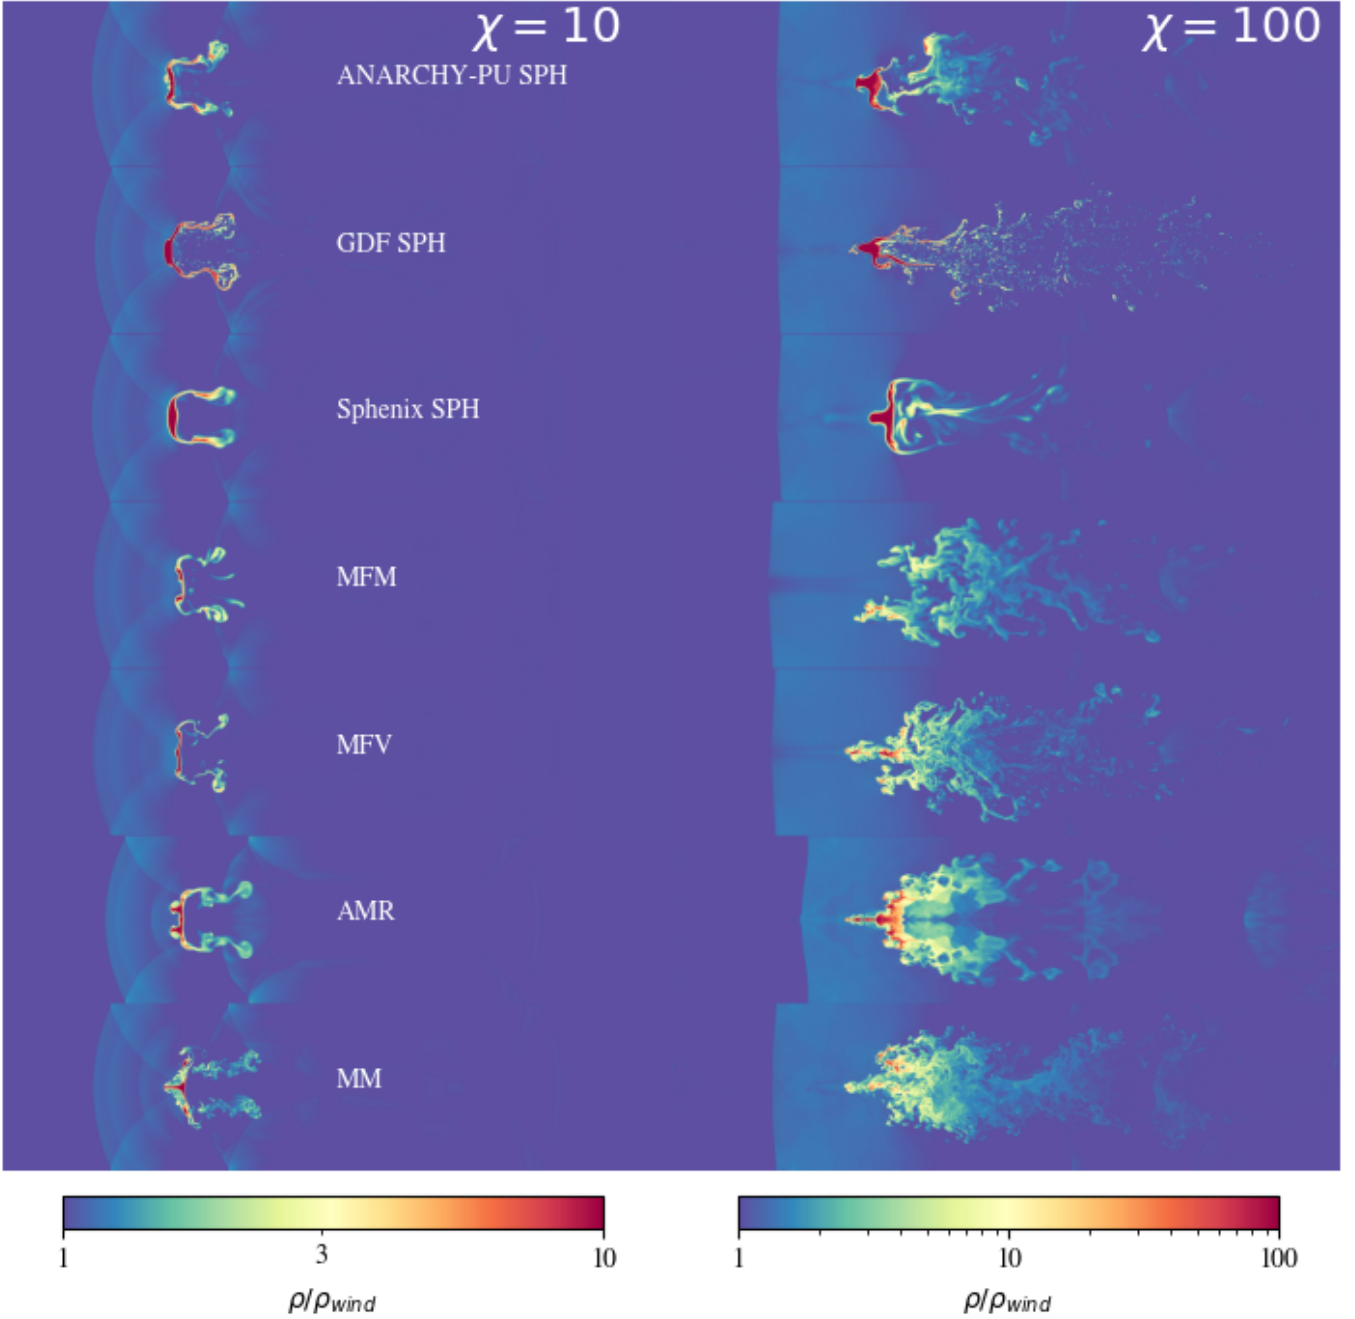 χ = 10
χ = 100
ANARCHY-PU SPH
GDF SPH
Sphenix SPH
MFM
MFV
AMR
MM
1 3 10
ρ/ρwind
1 10 100
ρ/ρwind